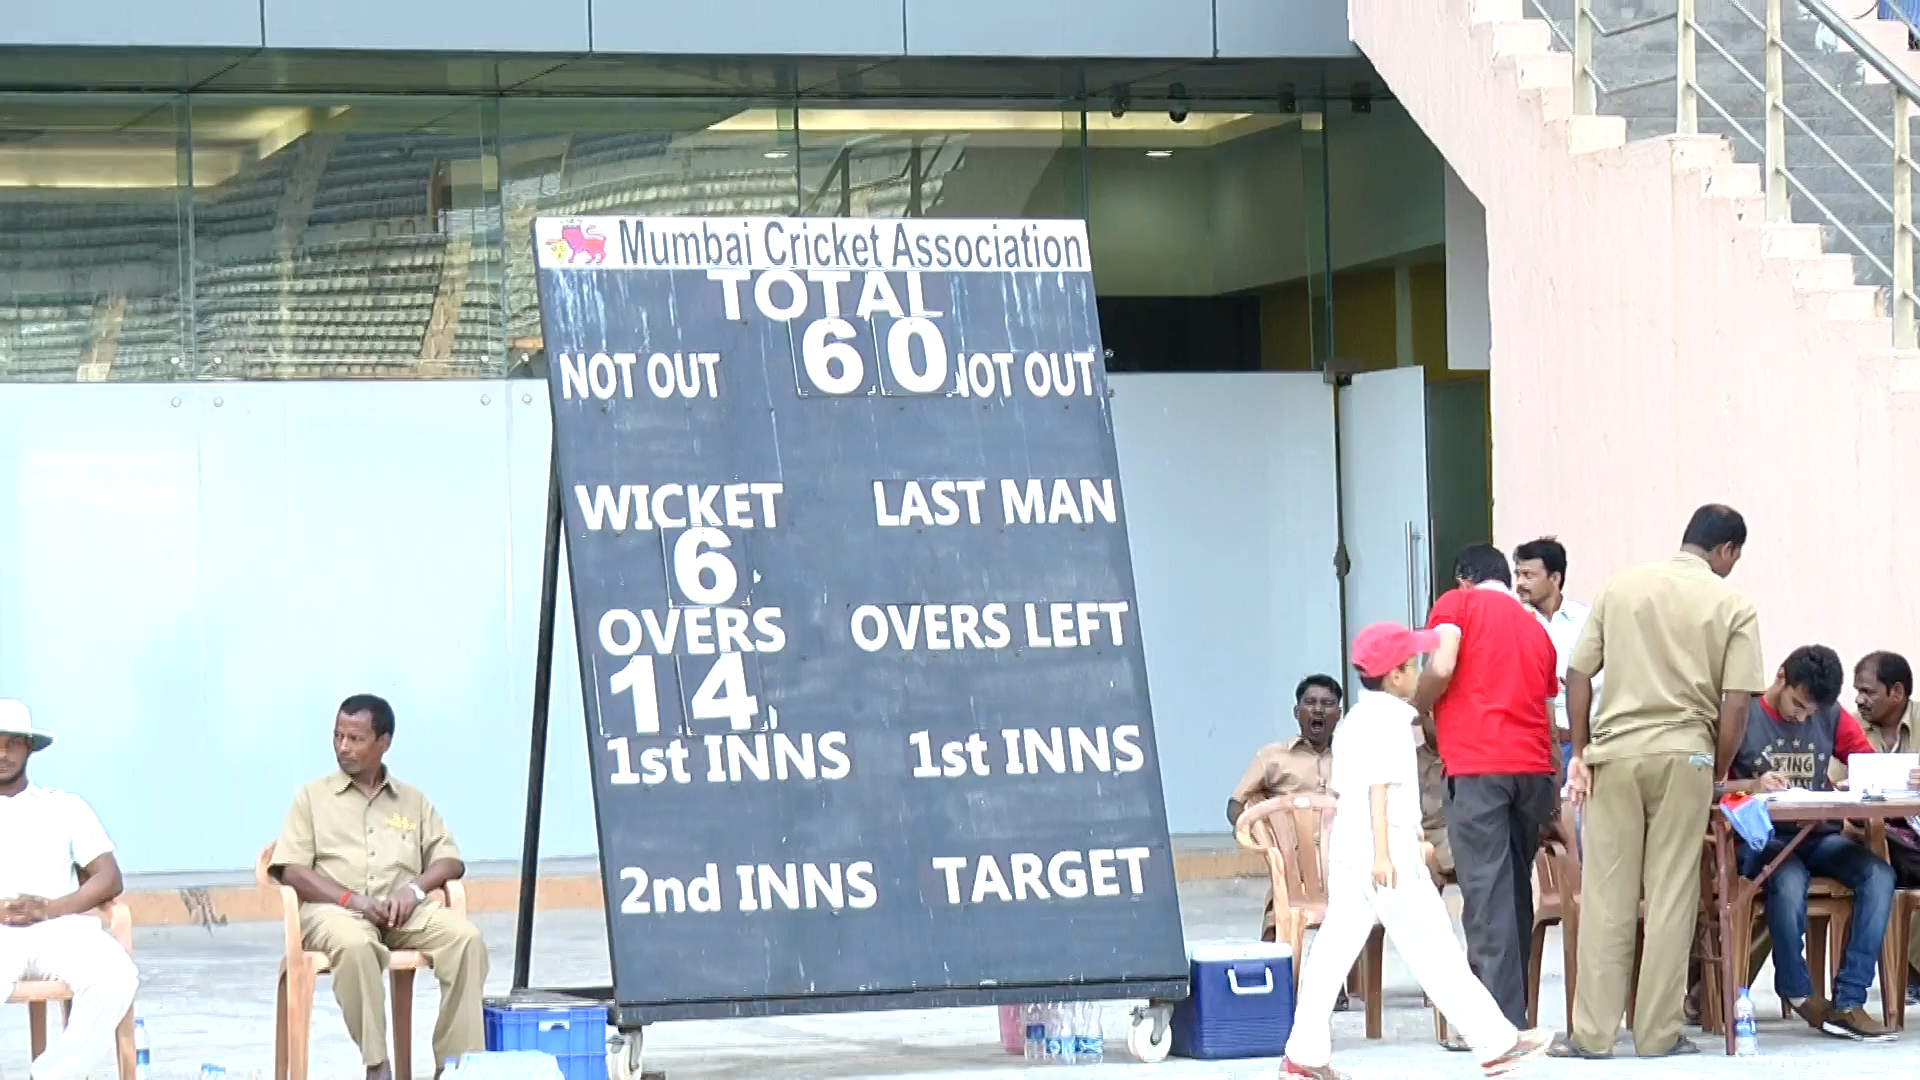 Mumbai Cricket Association
TOTAL
60
NOT OUT NOT OUT
WICKET LAST MAN
6
OVERS OVERS LEFT
14
1st INNS 1st INNS
2nd INNS TARGET